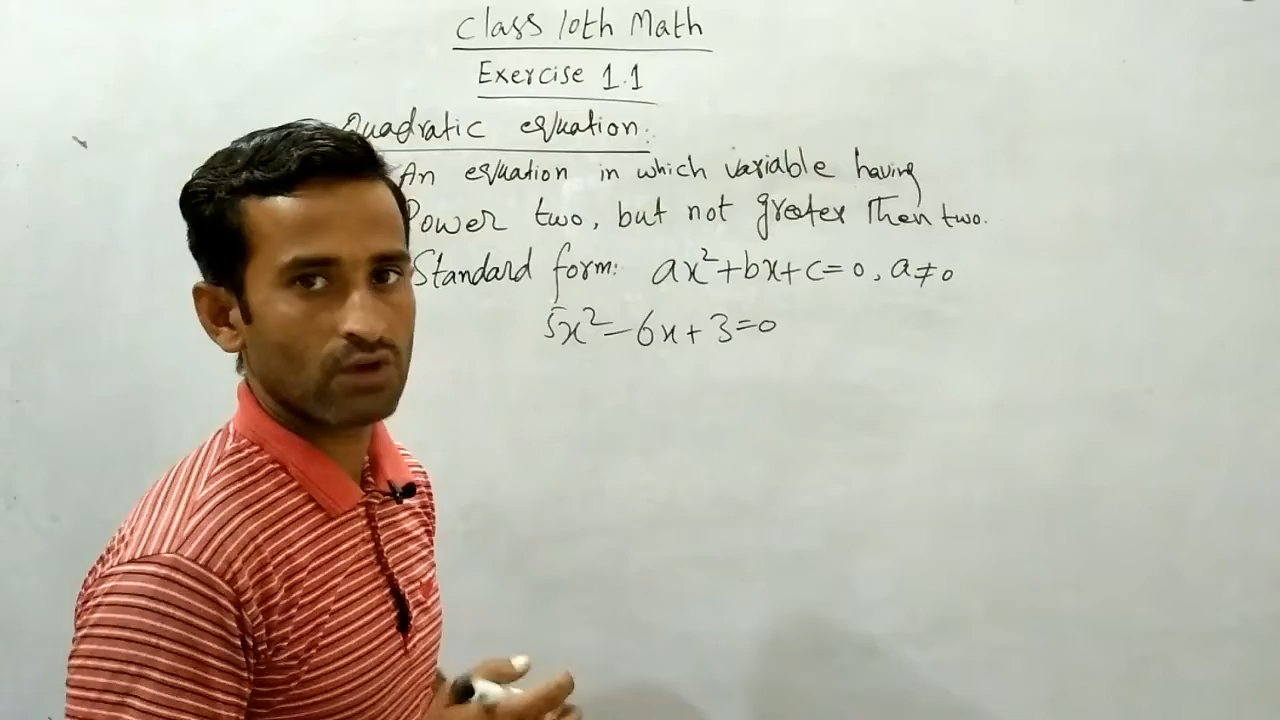 Class 10th Math
Exercise 1.1
Quadratic equation:
An equation in which variable having
Power two, but not greater Then two.
Standard form: ax²+bx+c=0, a≠0
5x²-6x+3=0